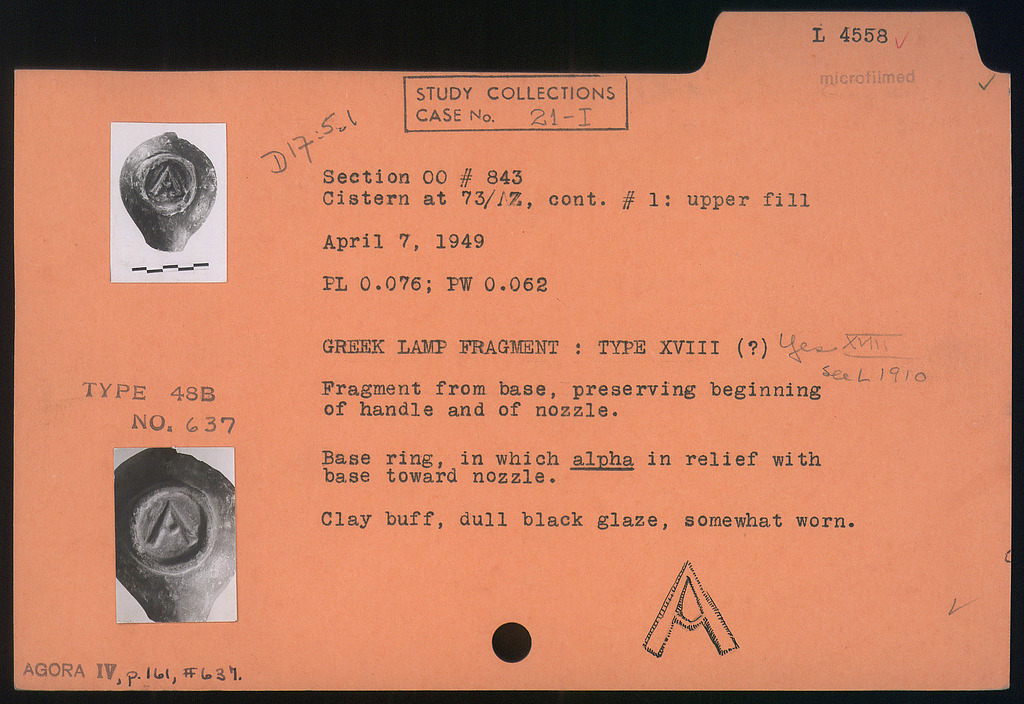 L 4558
microfilmed
STUDY COLLECTIONS
CASE No. 21-I
D17:5.1
Section OO # 843
Cistern at 73/ΛΖ, cont. # 1: upper fill
April 7, 1949
PL 0.076; PW 0.062
GREEK LAMP FRAGMENT : TYPE XVIII (?) Yes XVIII
See L 1910
Fragment from base, preserving beginning
of handle and of nozzle.
TYPE 48B
NO. 637
Base ring, in which alpha in relief with
base toward nozzle.
Clay buff, dull black glaze, somewhat worn.
A
AGORA IV, p. 161, #637.